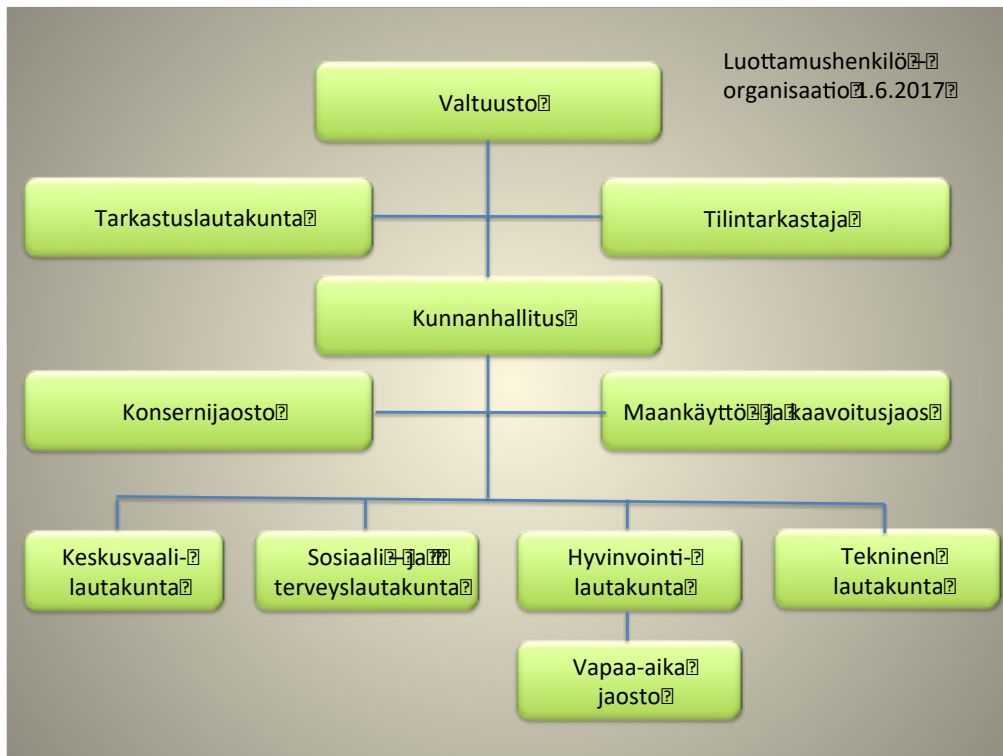 Luottamushenkilö –
organisaatio 1.6.2017
Valtuusto
Tarkastuslautakunta
Tilintarkastaja
Kunnanhallitus
Konsernijaosto
Maankäyttö- ja kaavoitusjaos
Keskusvaali-
lautakunta
Sosiaali – ja
terveyslautakunta
Hyvinvointi-
lautakunta
Tekninen
lautakunta
Vapaa-aika
jaosto